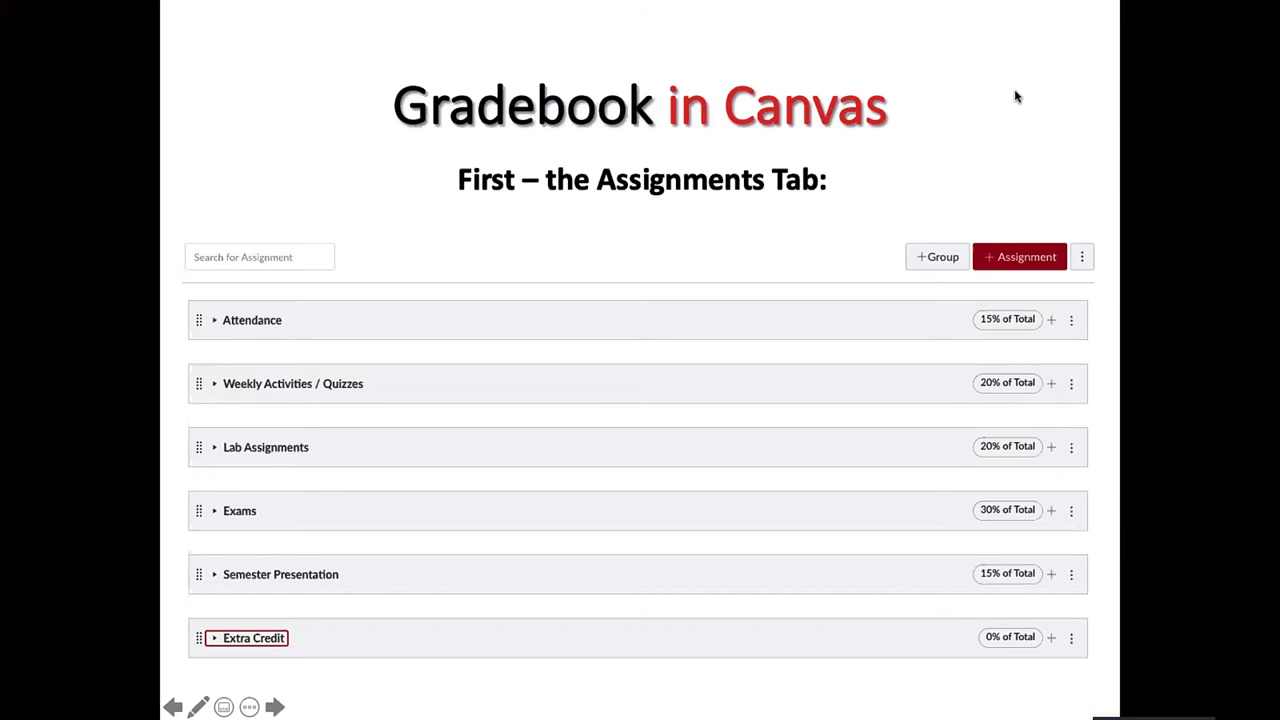 Gradebook in Canvas
First – the Assignments Tab:
Search for Assignment
+Group
+ Assignment
Attendance
15% of Total
Weekly Activities / Quizzes
20% of Total
Lab Assignments
20% of Total
Exams
30% of Total
Semester Presentation
15% of Total
Extra Credit
0% of Total